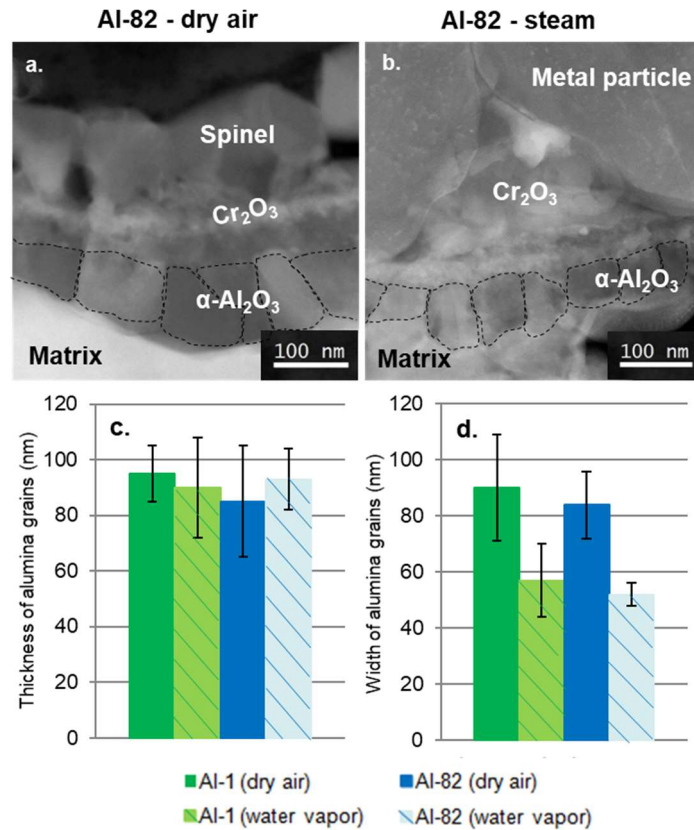 Al-82 - dry air
Al-82 - steam
a.
Spinel
Cr₂O₃
α-Al₂O₃
Matrix
100 nm
b.
Metal particle
Cr₂O₃
α-Al₂O₃
Matrix
100 nm
c.
Thickness of alumina grains (nm)
120
100
80
60
40
20
0
d.
Width of alumina grains (nm)
120
100
80
60
40
20
0
Al-1 (dry air)
Al-82 (dry air)
Al-1 (water vapor)
Al-82 (water vapor)